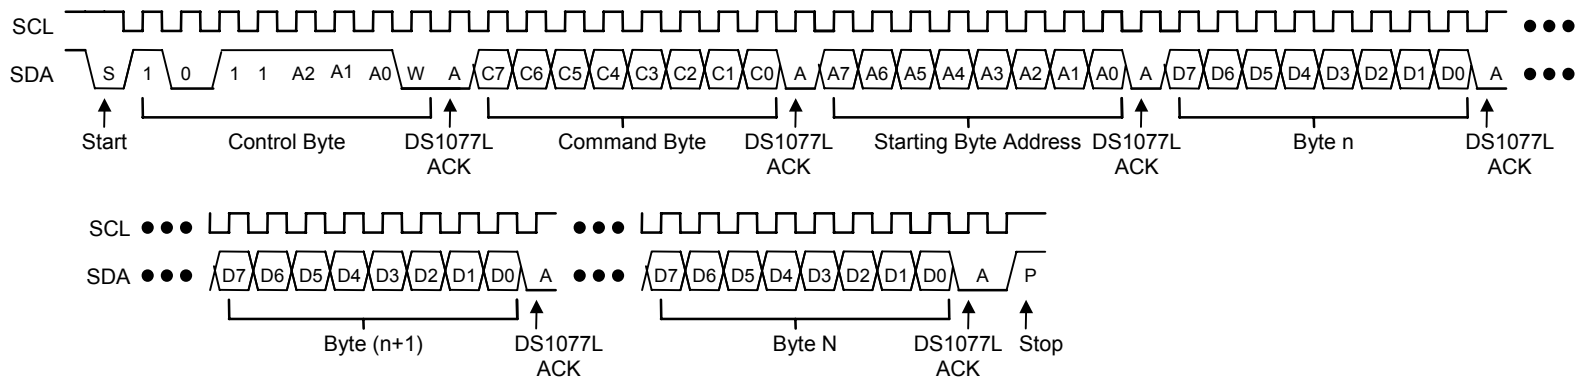 SCL
SDA S 1 0 1 1 A2 A1 A0 W A C7 C6 C5 C4 C3 C2 C1 C0 A A7 A6 A5 A4 A3 A2 A1 A0 A D7 D6 D5 D4 D3 D2 D1 D0 A
Start Control Byte DS1077L ACK Command Byte DS1077L ACK Starting Byte Address DS1077L ACK Byte n DS1077L ACK
SCL
SDA D7 D6 D5 D4 D3 D2 D1 D0 A D7 D6 D5 D4 D3 D2 D1 D0 A P
Byte (n+1) DS1077L ACK Byte N DS1077L ACK Stop